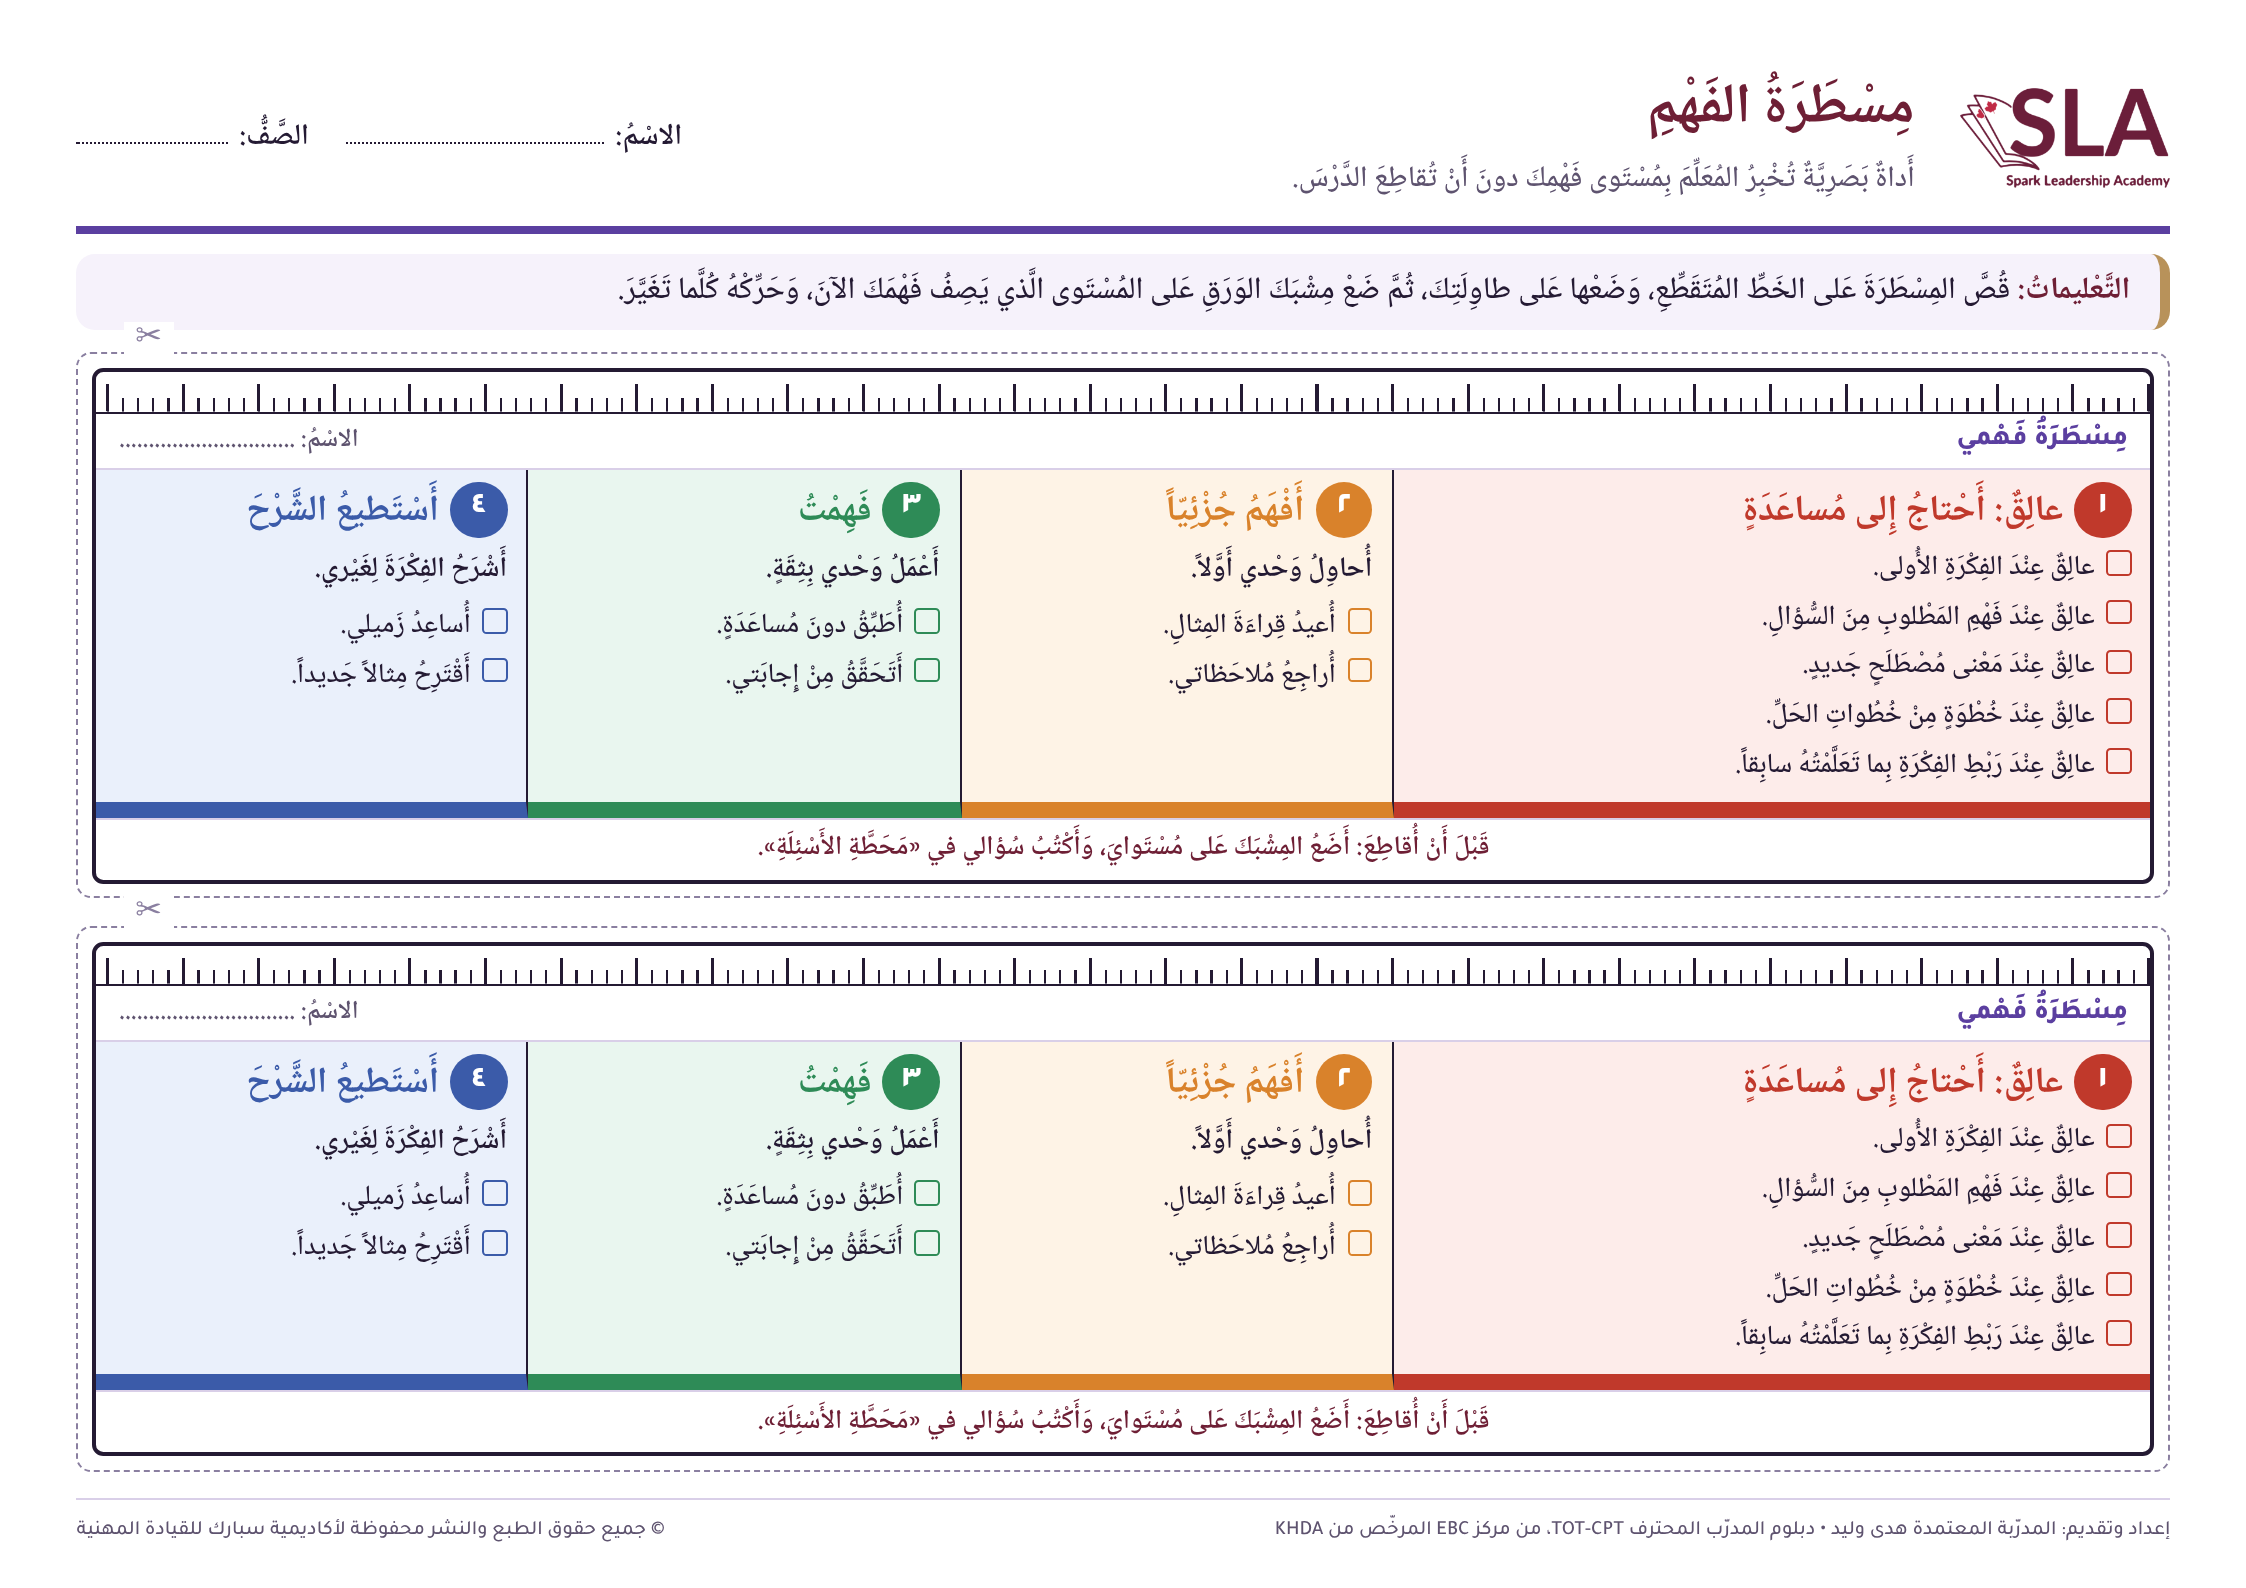 SLA
Spark Leadership Academy
مِسْطَرَةُ الفَهْمِ
أَداةٌ بَصَرِيَّةٌ تُخْبِرُ المُعَلِّمَ بِمُسْتَوى فَهْمِكَ دونَ أَنْ تُقاطِعَ الدَّرْسَ.
الاسْمُ: الصَّفُّ:
التَّعْليماتُ: قُصَّ المِسْطَرَةَ عَلى الخَطِّ المُتَقَطِّعِ، وَضَعْها عَلى طاوِلَتِكَ، ثُمَّ ضَعْ مِشْبَكَ الوَرَقِ عَلى المُسْتَوى الَّذي يَصِفُ فَهْمَكَ الآنَ، وَحَرِّكْهُ كُلَّما تَغَيَّرَ.
مِسْطَرَةُ فَهْمي
الاسْمُ: ..............................
١ عالِقٌ: أَحْتاجُ إِلى مُساعَدَةٍ
عالِقٌ عِنْدَ الفِكْرَةِ الأُولى.
عالِقٌ عِنْدَ فَهْمِ المَطْلوبِ مِنَ السُّؤالِ.
عالِقٌ عِنْدَ مَعْنى مُصْطَلَحٍ جَديدٍ.
عالِقٌ عِنْدَ خُطْوَةٍ مِنْ خُطُواتِ الحَلِّ.
عالِقٌ عِنْدَ رَبْطِ الفِكْرَةِ بِما تَعَلَّمْتُهُ سابِقاً.
٢ أَفْهَمُ جُزْئِيّاً
أُحاوِلُ وَحْدي أَوَّلاً.
أُعيدُ قِراءَةَ المِثالِ.
أُراجِعُ مُلاحَظاتي.
٣ فَهِمْتُ
أَعْمَلُ وَحْدي بِثِقَةٍ.
أُطَبِّقُ دونَ مُساعَدَةٍ.
أَتَحَقَّقُ مِنْ إِجابَتي.
٤ أَسْتَطيعُ الشَّرْحَ
أَشْرَحُ الفِكْرَةَ لِغَيْري.
أُساعِدُ زَميلي.
أَقْتَرِحُ مِثالاً جَديداً.
قَبْلَ أَنْ أُقاطِعَ: أَضَعُ المِشْبَكَ عَلى مُسْتَوايَ، وَأَكْتُبُ سُؤالي في «مَحَطَّةِ الأَسْئِلَةِ».
مِسْطَرَةُ فَهْمي
الاسْمُ: ..............................
١ عالِقٌ: أَحْتاجُ إِلى مُساعَدَةٍ
عالِقٌ عِنْدَ الفِكْرَةِ الأُولى.
عالِقٌ عِنْدَ فَهْمِ المَطْلوبِ مِنَ السُّؤالِ.
عالِقٌ عِنْدَ مَعْنى مُصْطَلَحٍ جَديدٍ.
عالِقٌ عِنْدَ خُطْوَةٍ مِنْ خُطُواتِ الحَلِّ.
عالِقٌ عِنْدَ رَبْطِ الفِكْرَةِ بِما تَعَلَّمْتُهُ سابِقاً.
٢ أَفْهَمُ جُزْئِيّاً
أُحاوِلُ وَحْدي أَوَّلاً.
أُعيدُ قِراءَةَ المِثالِ.
أُراجِعُ مُلاحَظاتي.
٣ فَهِمْتُ
أَعْمَلُ وَحْدي بِثِقَةٍ.
أُطَبِّقُ دونَ مُساعَدَةٍ.
أَتَحَقَّقُ مِنْ إِجابَتي.
٤ أَسْتَطيعُ الشَّرْحَ
أَشْرَحُ الفِكْرَةَ لِغَيْري.
أُساعِدُ زَميلي.
أَقْتَرِحُ مِثالاً جَديداً.
قَبْلَ أَنْ أُقاطِعَ: أَضَعُ المِشْبَكَ عَلى مُسْتَوايَ، وَأَكْتُبُ سُؤالي في «مَحَطَّةِ الأَسْئِلَةِ».
إعداد وتقديم: المدرّبة المعتمدة هدى وليد • دبلوم المدرّب المحترف TOT-CPT، من مركز EBC المرخّص من KHDA
© جميع حقوق الطبع والنشر محفوظة لأكاديمية سبارك للقيادة المهنية